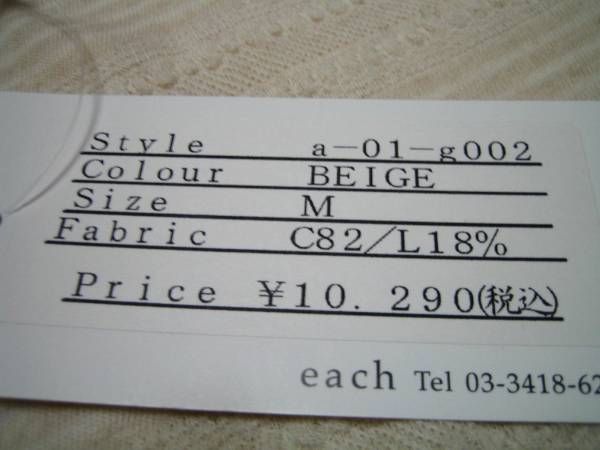 Style a-01-g002
Colour BEIGE
Size M
Fabric C82/L18%
Price ¥10.290(税込)
each Tel 03-3418-62